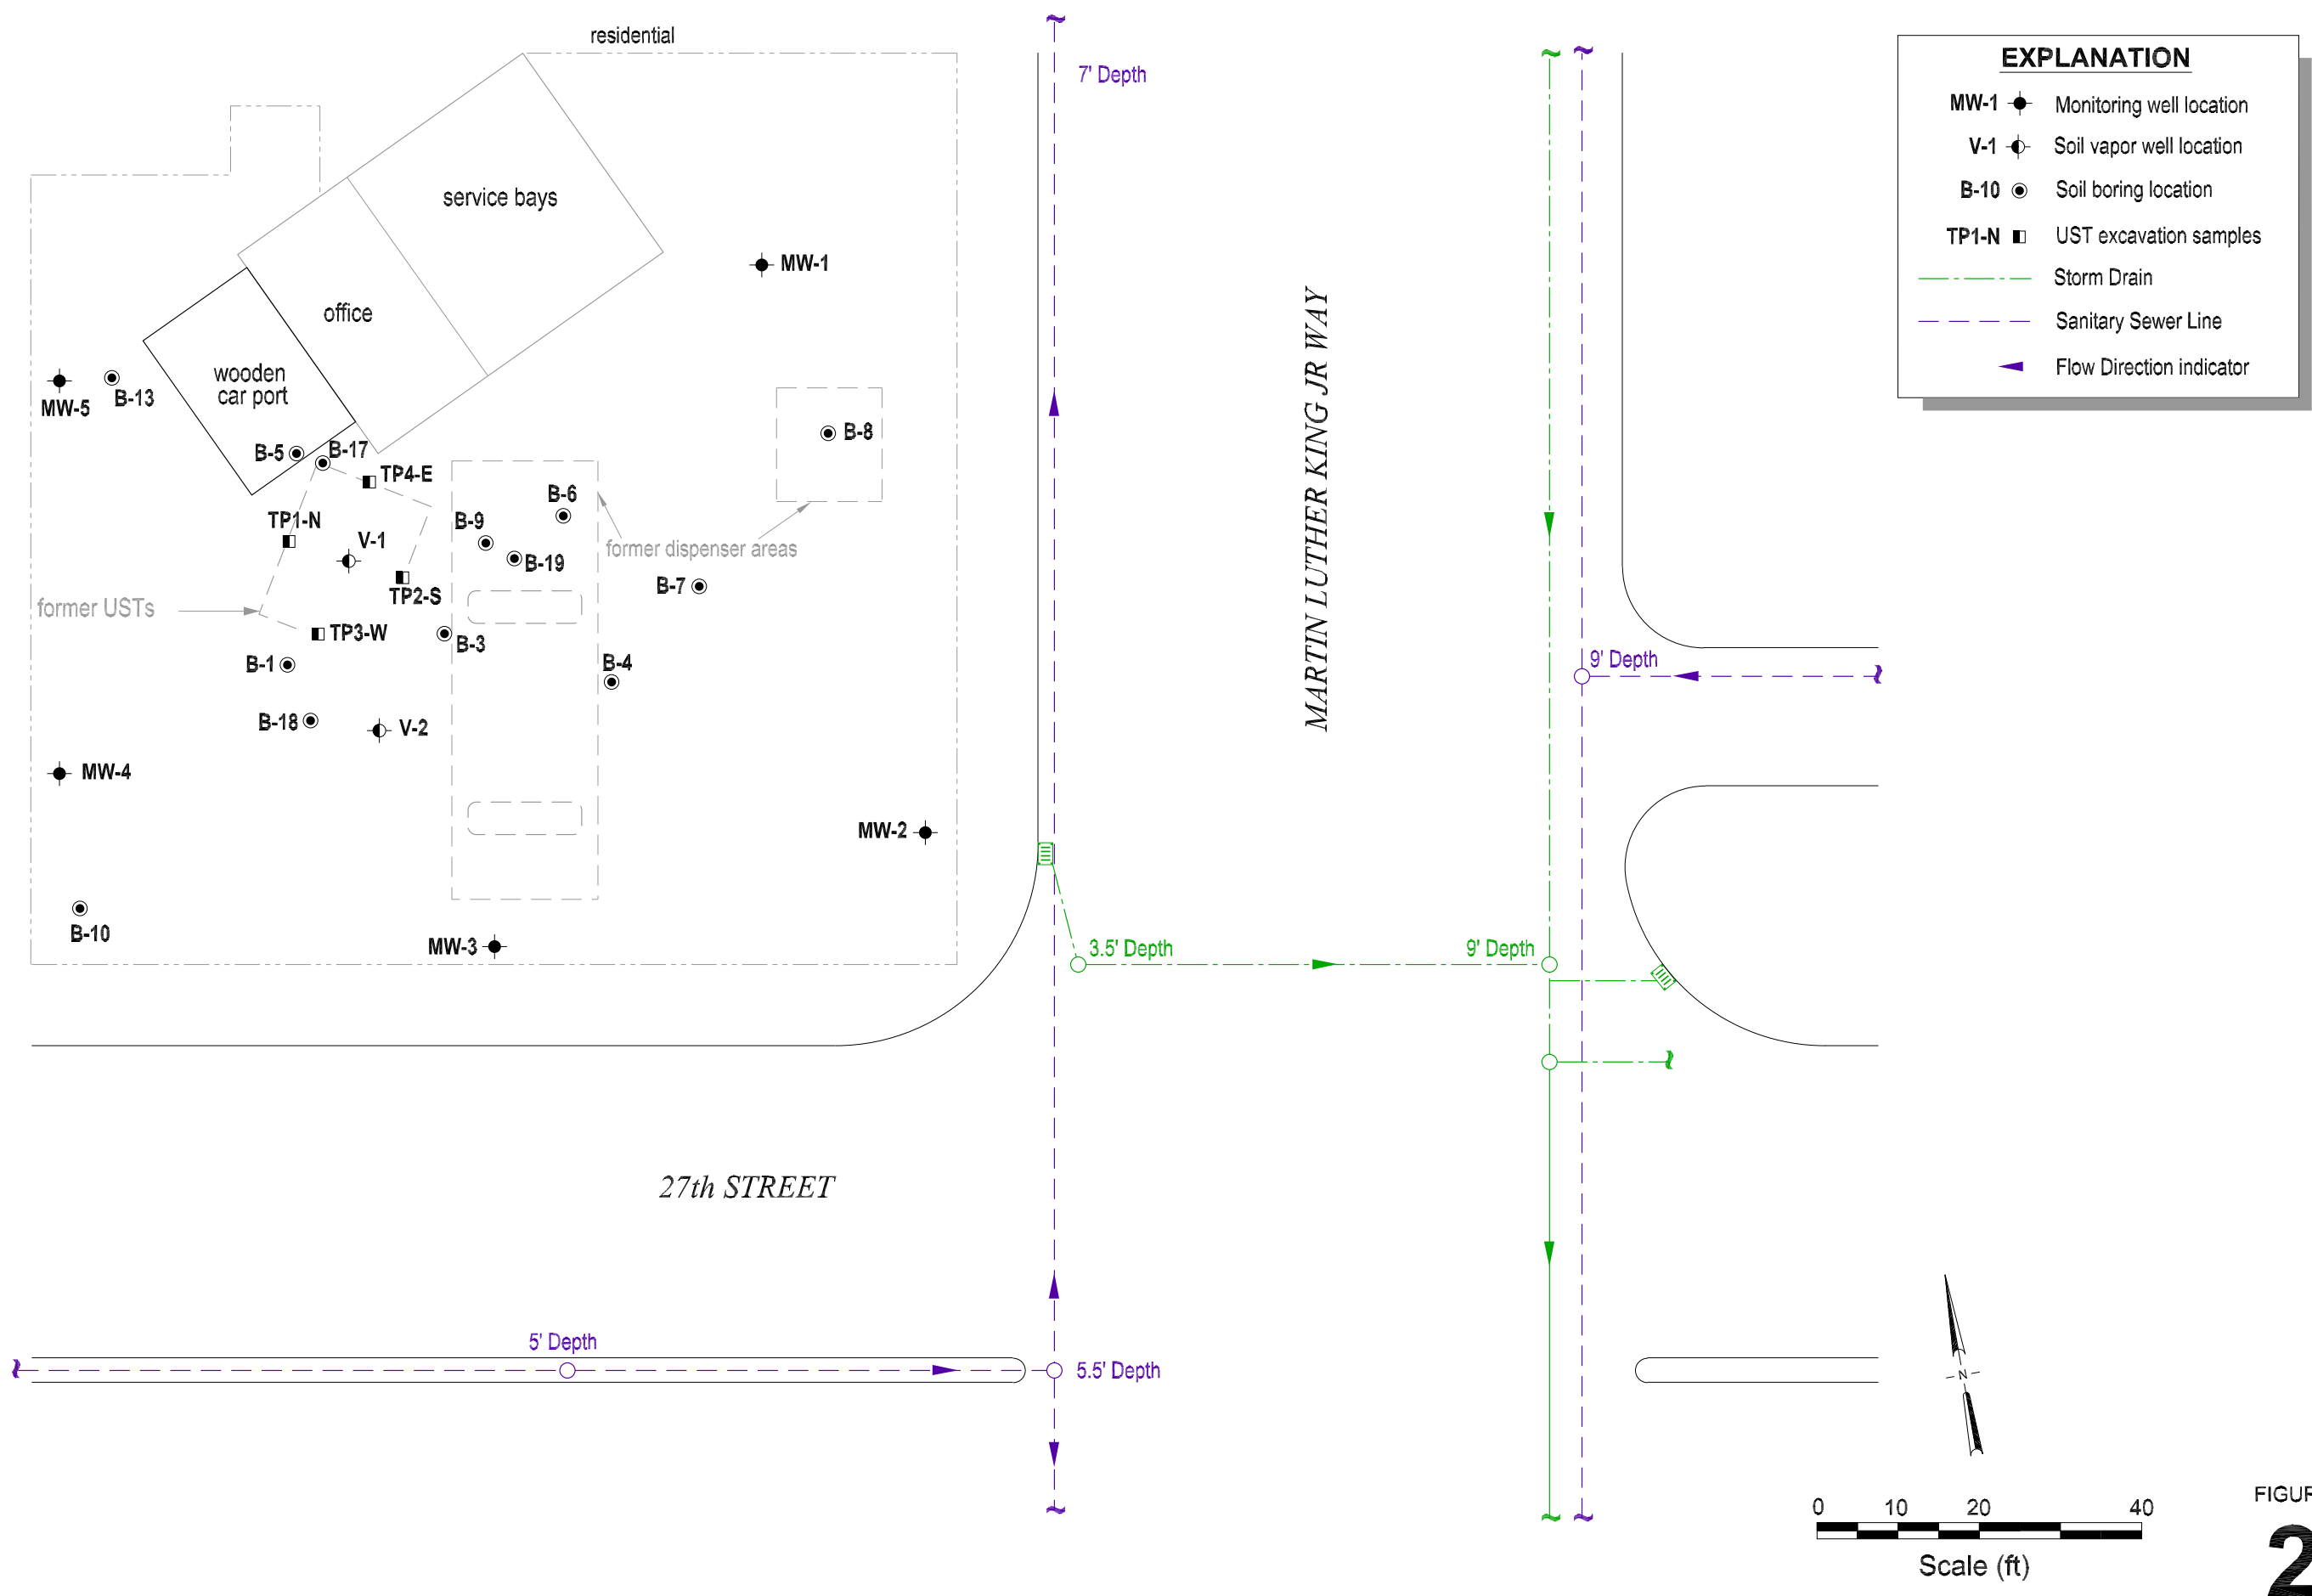 residential
7' Depth
EXPLANATION
MW-1 Monitoring well location
V-1 Soil vapor well location
B-10 Soil boring location
TP1-N UST excavation samples
Storm Drain
Sanitary Sewer Line
Flow Direction indicator
service bays
MW-1
office
wooden
car port
MW-5
B-13
B-8
B-5
B-17
TP4-E
B-6
TP1-N
B-9
V-1
former dispenser areas
B-19
B-7
TP2-S
former USTs
TP3-W
B-3
B-1
B-4
MARTIN LUTHER KING JR WAY
9' Depth
B-18
V-2
MW-4
MW-2
B-10
MW-3
3.5' Depth
9' Depth
27th STREET
5' Depth
5.5' Depth
N
0 10 20 40
Scale (ft)
FIGUR
2